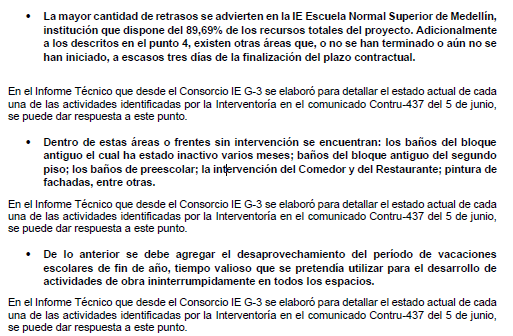 • La mayor cantidad de retrasos se advierten en la IE Escuela Normal Superior de Medellín,
institución que dispone del 89,69% de los recursos totales del proyecto. Adicionalmente
a los descritos en el punto 4, existen otras áreas que, o no se han terminado o aún no se
han iniciado, a escasos tres días de la finalización del plazo contractual.
En el Informe Técnico que desde el Consorcio IE G-3 se elaboró para detallar el estado actual de cada
una de las actividades identificadas por la Interventoría en el comunicado Contru-437 del 5 de junio,
se puede dar respuesta a este punto.
• Dentro de estas áreas o frentes sin intervención se encuentran: los baños del bloque
antiguo el cual ha estado inactivo varios meses; baños del bloque antiguo del segundo
piso; los baños de preescolar; la intervención del Comedor y del Restaurante; pintura de
fachadas, entre otras.
En el Informe Técnico que desde el Consorcio IE G-3 se elaboró para detallar el estado actual de cada
una de las actividades identificadas por la Interventoría en el comunicado Contru-437 del 5 de junio,
se puede dar respuesta a este punto.
• De lo anterior se debe agregar el desaprovechamiento del período de vacaciones
escolares de fin de año, tiempo valioso que se pretendía utilizar para el desarrollo de
actividades de obra ininterrumpidamente en todos los espacios.
En el Informe Técnico que desde el Consorcio IE G-3 se elaboró para detallar el estado actual de cada
una de las actividades identificadas por la Interventoría en el comunicado Contru-437 del 5 de junio,
se puede dar respuesta a este punto.